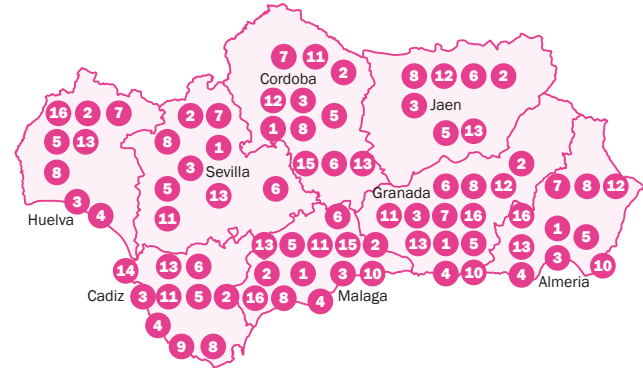 7 11
Cordoba 2
8 12 6 2
12 3
3 Jaen
16 2 7
2 7
5
5 13
8 1
1 8
5 13
8
3 Sevilla
15 6 13
2
5 13 6
Granada 6 8 12
7 8 12
3
Huelva 4
11
6
11 3 7 16
16
1
13 5 11 15 2
13 1 5
13
5
14 13 6
2 1 3 10
4 10
4
3
Almeria 10
Cadiz 3 11 5 2 16 8 4 Malaga
4
9 8